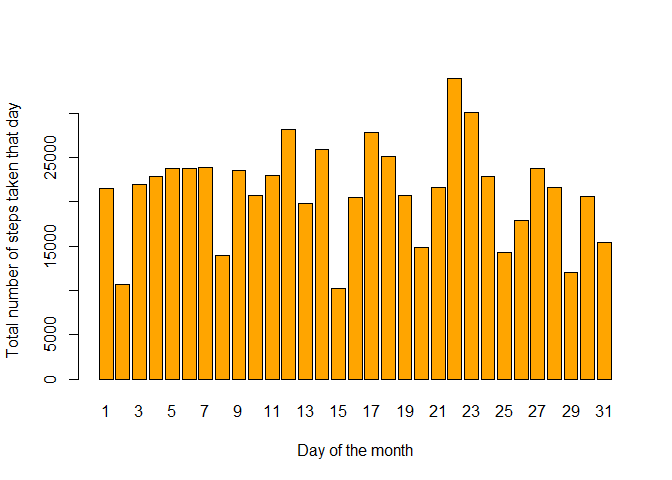 Total number of steps taken that day
25000
15000
5000
0
1 3 5 7 9 11 13 15 17 19 21 23 25 27 29 31
Day of the month